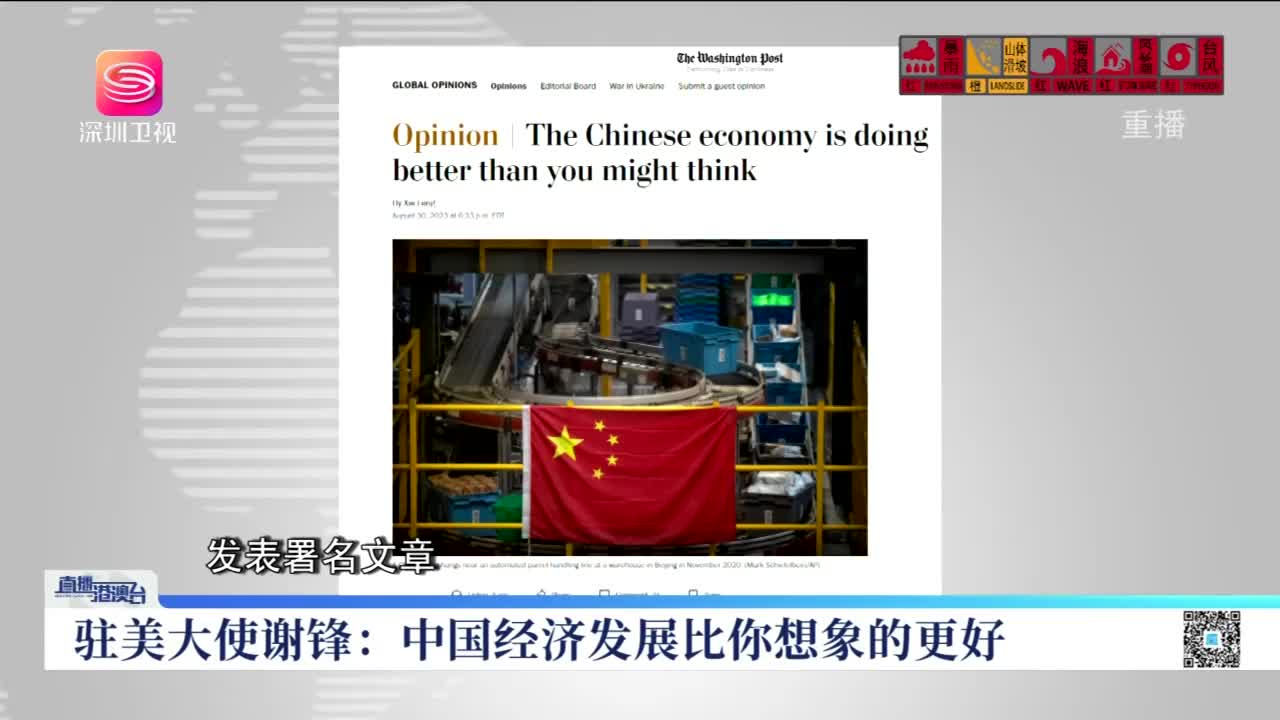 The Washington Post
Democracy Dies in Darkness
暴雨
山体滑坡
海浪
风暴潮
台风
红
橙 LANDSLIDE
红 WAVE
红
红 TYPHOON
深圳卫视
重播
GLOBAL OPINIONS Opinions Editorial Board War in Ukraine Submit a guest opinion
Opinion | The Chinese economy is doing
better than you might think
By Xie Feng
August 30, 2023 at 6:33 p.m. EDT
hangs near an automated parcel handling line at a warehouse in Beijing in November 2020. (Mark Schiefelbein/AP)
发表署名文章
直播港澳台
驻美大使谢锋：中国经济发展比你想象的更好